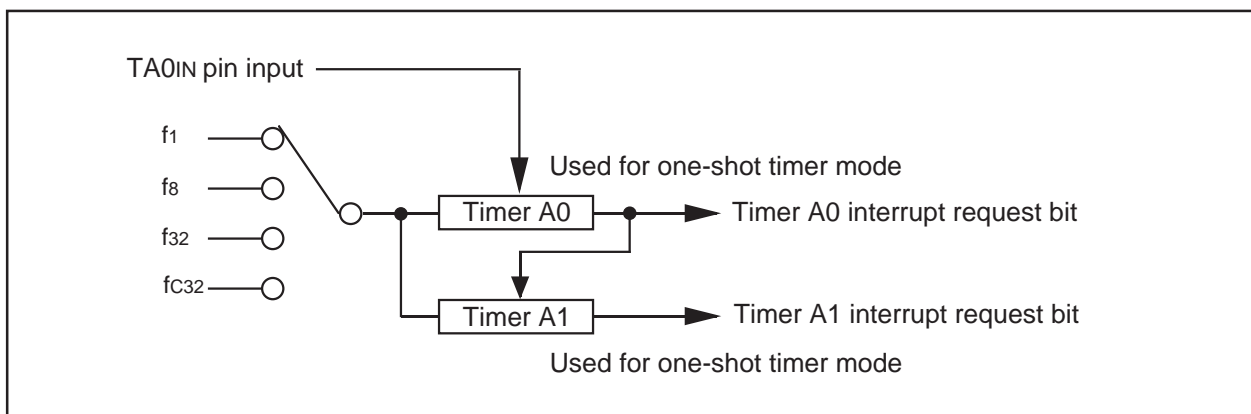 TA0IN pin input
f1
f8
f32
fC32
Used for one-shot timer mode
Timer A0
Timer A0 interrupt request bit
Timer A1
Timer A1 interrupt request bit
Used for one-shot timer mode